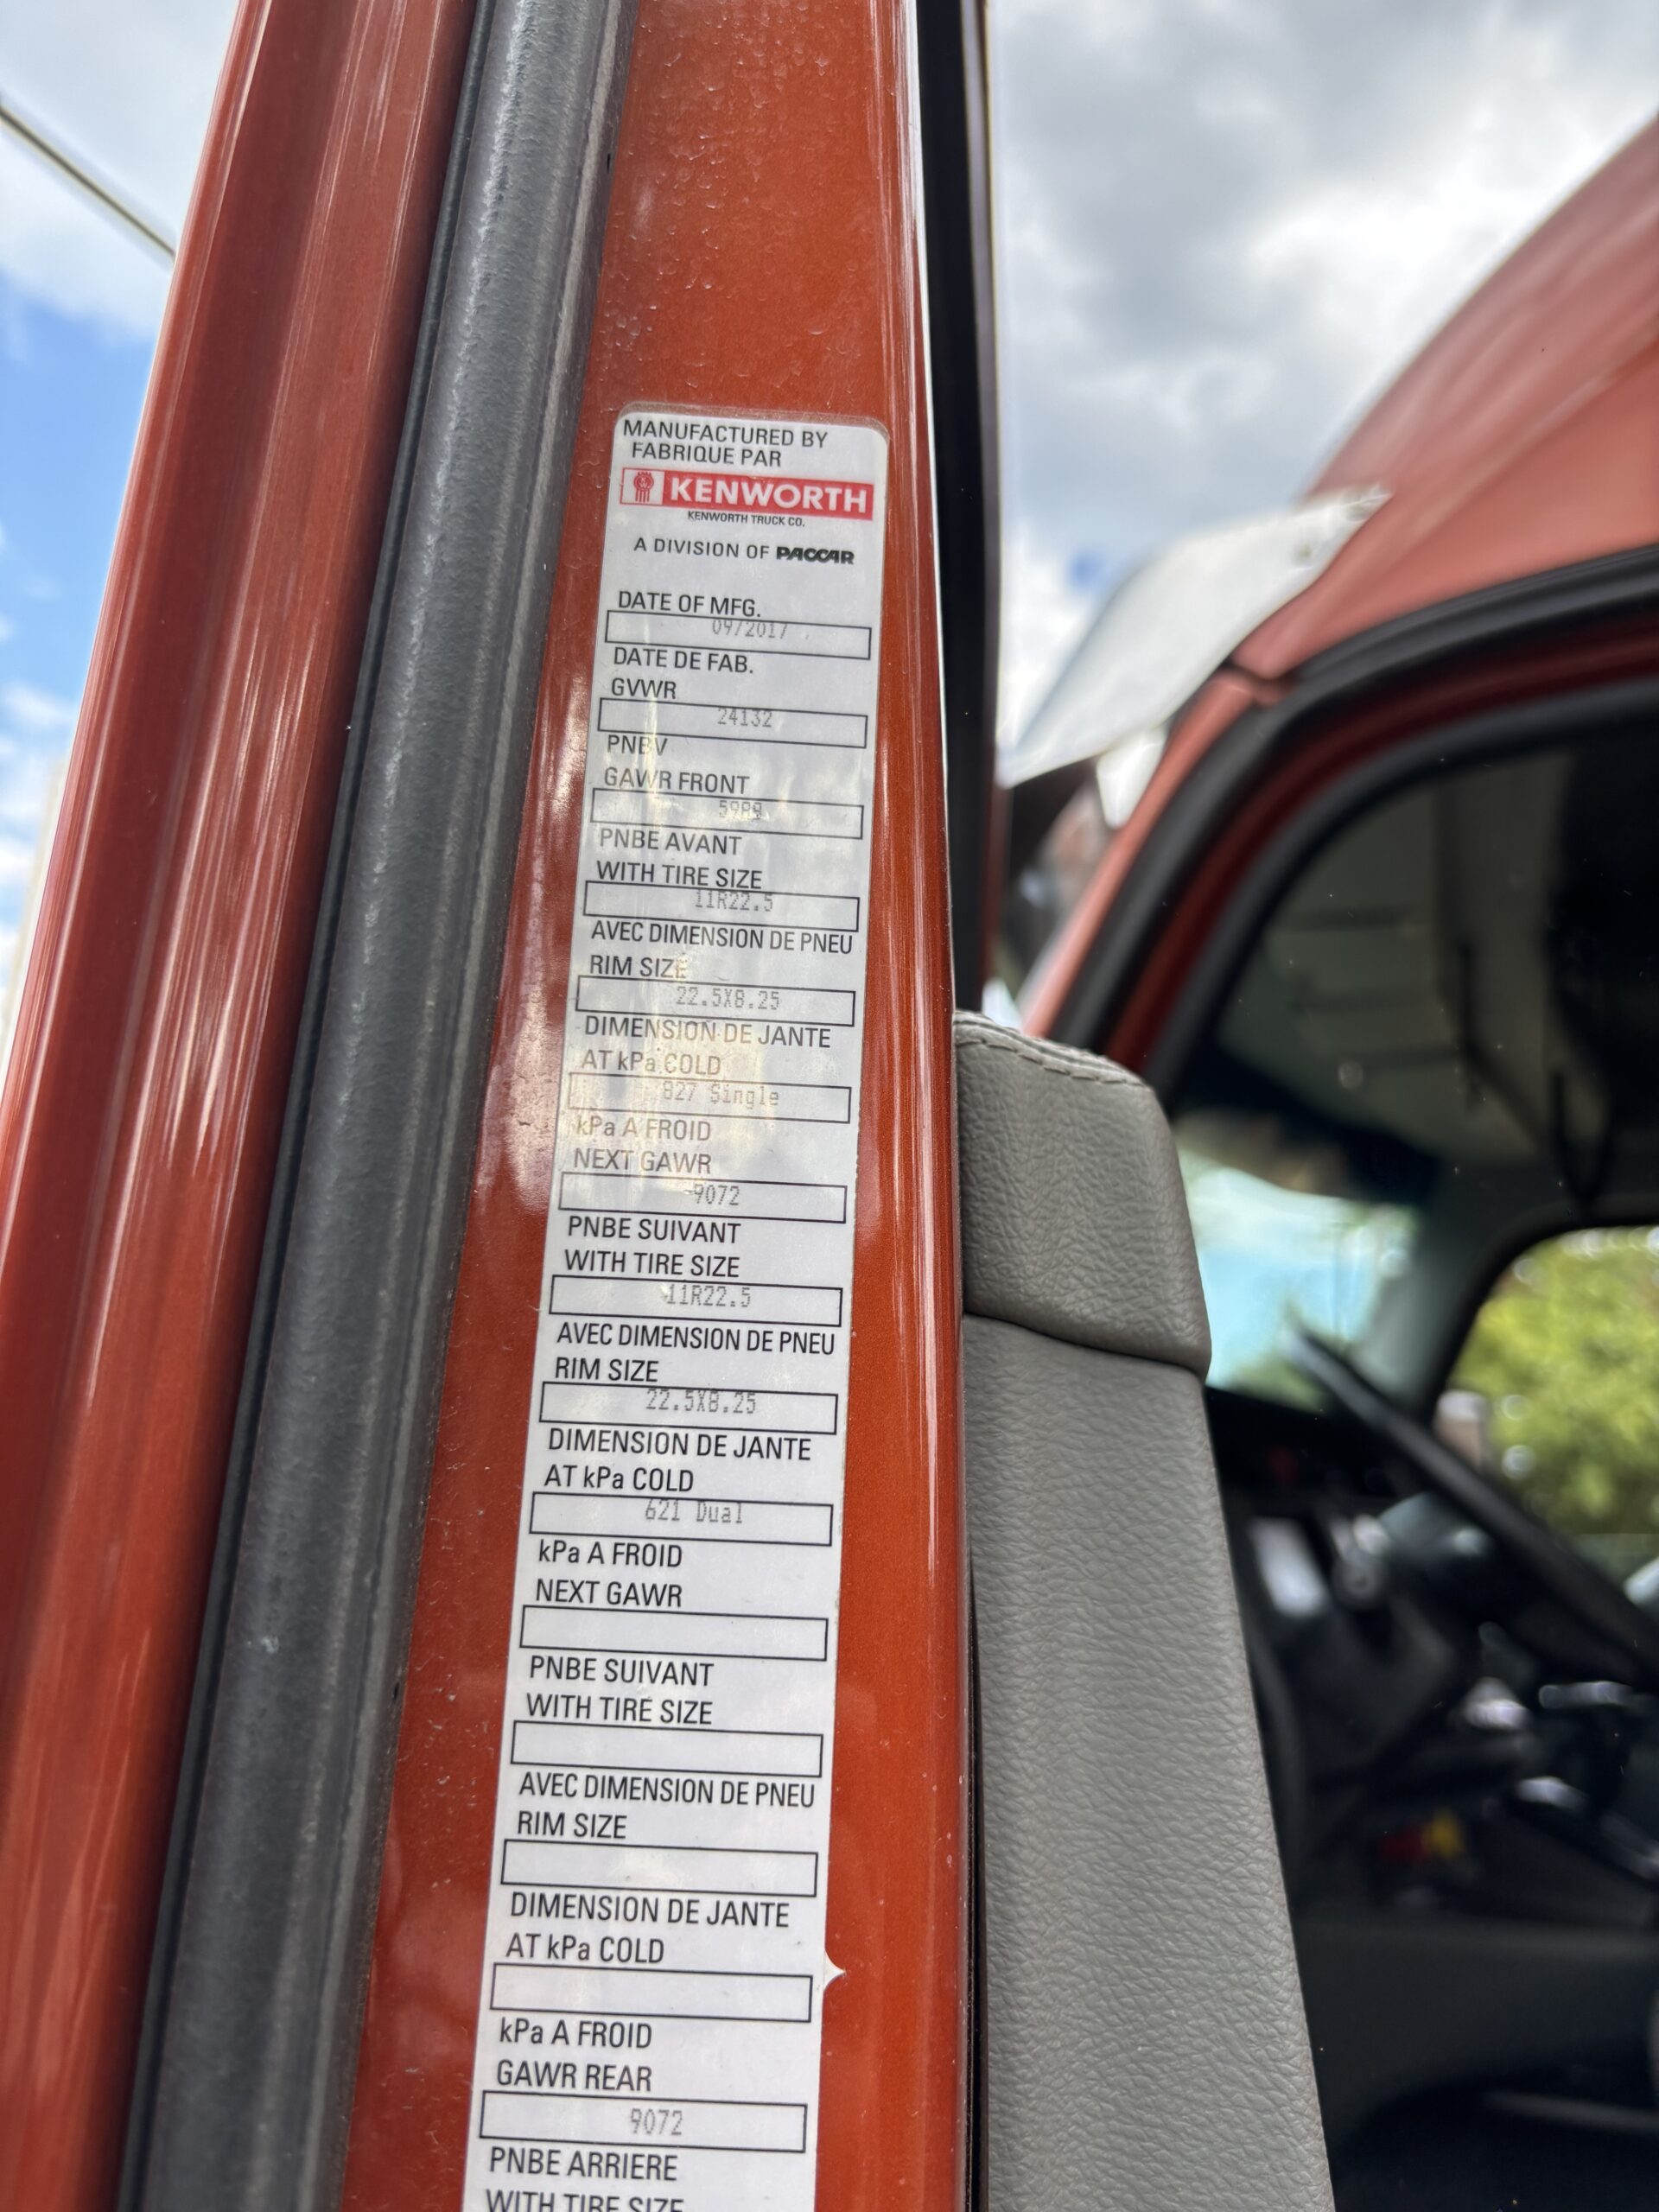 MANUFACTURED BY
FABRIQUE PAR
KENWORTH
KENWORTH TRUCK CO.
A DIVISION OF PACCAR
DATE OF MFG.
09/2017
DATE DE FAB.
GVWR
24132
PNBV
GAWR FRONT
5988
PNBE AVANT
WITH TIRE SIZE
11R22.5
AVEC DIMENSION DE PNEU
RIM SIZE
22.5X8.25
DIMENSION DE JANTE
AT kPa COLD
827 Single
kPa A FROID
NEXT GAWR
9072
PNBE SUIVANT
WITH TIRE SIZE
11R22.5
AVEC DIMENSION DE PNEU
RIM SIZE
22.5X8.25
DIMENSION DE JANTE
AT kPa COLD
621 Dual
kPa A FROID
NEXT GAWR
PNBE SUIVANT
WITH TIRE SIZE
AVEC DIMENSION DE PNEU
RIM SIZE
DIMENSION DE JANTE
AT kPa COLD
kPa A FROID
GAWR REAR
9072
PNBE ARRIERE
WITH TIRE SIZE